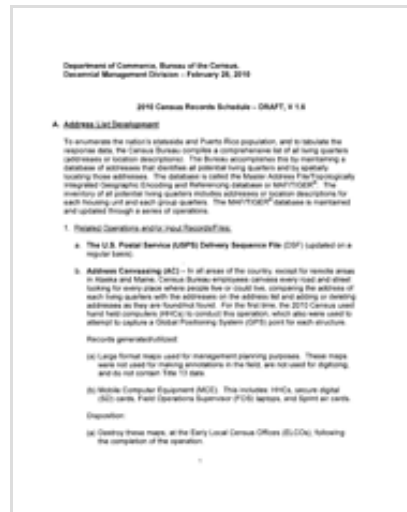 Department of Commerce, Bureau of the Census,
Decennial Management Division – February 28, 2010
2010 Census Records Schedule – DRAFT, V 1.6
A. Address List Development
To enumerate the nation's stateside and Puerto Rico population, and to tabulate the
response data, the Census Bureau compiles a comprehensive list of all living quarters
(addresses or location descriptions). The Bureau accomplishes this by maintaining a
database of addresses that identifies all potential living quarters and by spatially
locating those addresses. The database is called the Master Address File/Topologically
Integrated Geographic Encoding and Referencing database or MAF/TIGER®. The
inventory of all potential living quarters includes addresses or location descriptions for
each housing unit and each group quarters. The MAF/TIGER® database is maintained
and updated through a series of operations.
1. Related Operations and/or Input Records/Files:
a. The U.S. Postal Service (USPS) Delivery Sequence File (DSF) (updated on a
regular basis).
b. Address Canvassing (AC) – In all areas of the country, except for remote areas
in Alaska and Maine, Census Bureau employees canvass every road and street
looking for every place where people live or could live, comparing the address of
each living quarters with the addresses on the address list and adding or deleting
addresses as they are found/not found. For the first time, the 2010 Census used
hand held computers (HHCs) to conduct this operation, which also were used to
attempt to capture a Global Positioning System (GPS) point for each structure.
Records generated/utilized:
(a) Large format maps used for management planning purposes. These maps
were not used for making annotations in the field, are not used for digitizing,
and do not contain Title 13 data.
(b) Mobile Computer Equipment (MCE). This includes: HHCs, secure digital
(SD) cards, Field Operations Supervisor (FOS) laptops, and Sprint air cards.
Disposition:
(a) Destroy these maps, at the Early Local Census Offices (ELCOs), following
the completion of the operation.